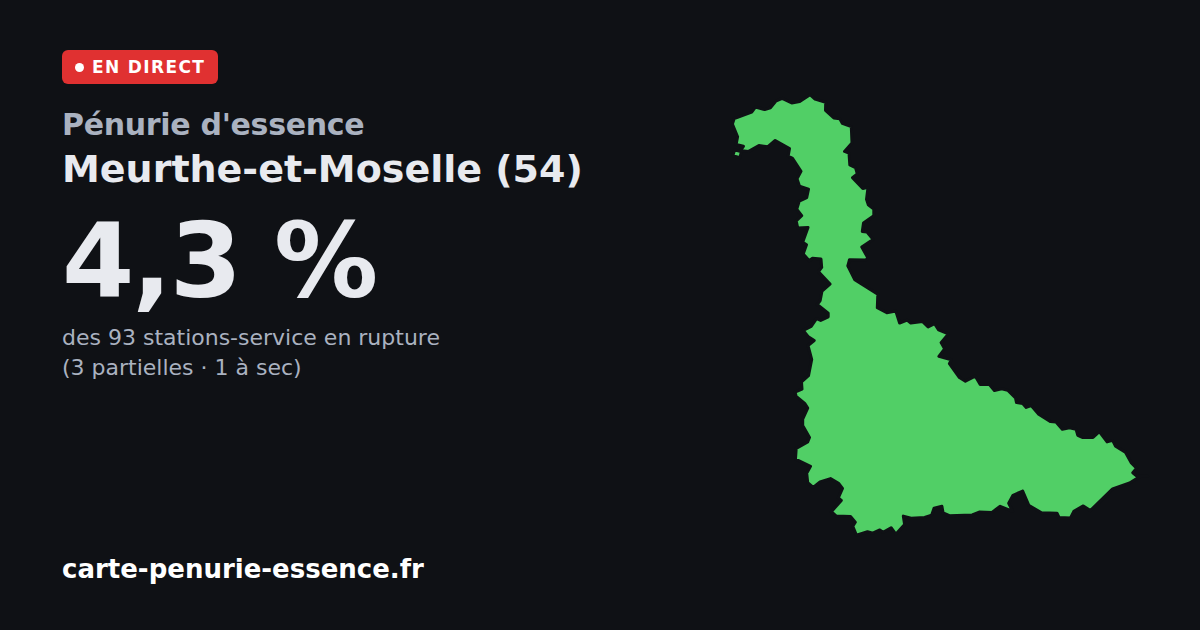 EN DIRECT
Pénurie d'essence
Meurthe-et-Moselle (54)
4,3 %
des 93 stations-service en rupture
(3 partielles · 1 à sec)
carte-penurie-essence.fr